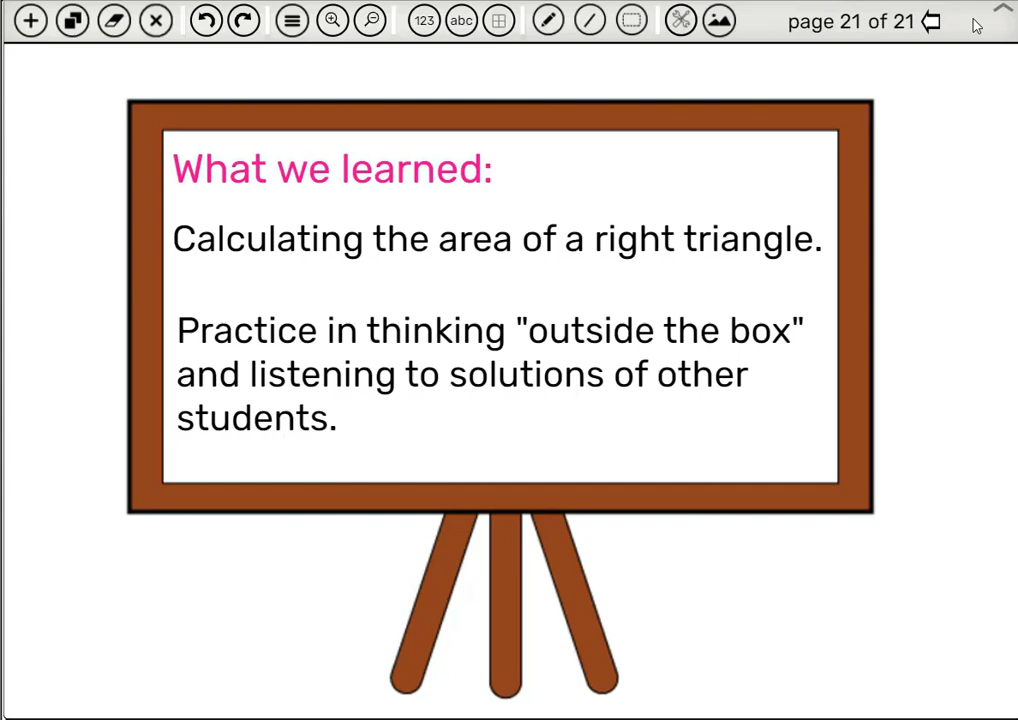 123 abc page 21 of 21
What we learned:
Calculating the area of a right triangle.
Practice in thinking "outside the box"
and listening to solutions of other
students.